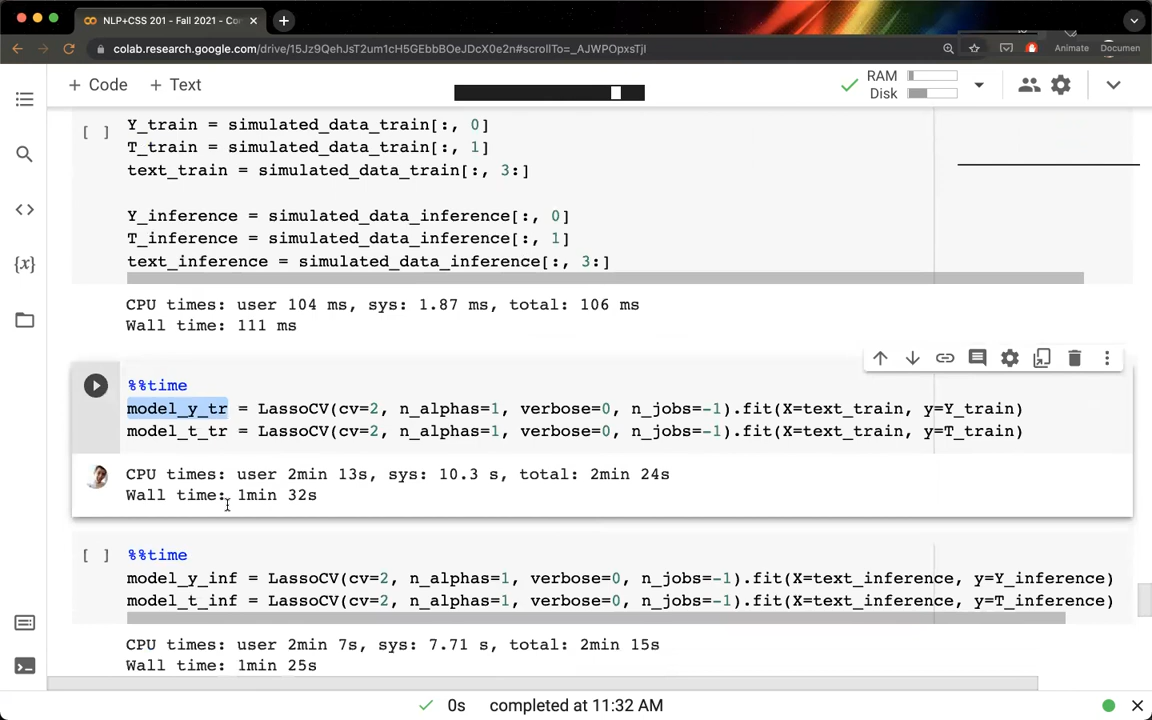 NLP+CSS 201 - Fall 2021 - Co
colab.research.google.com/drive/15Jz9QehJsT2um1cH5GEbbBOeJDcX0e2n#scrollTo=_AJWPOpxsTjI
Animate
Documen
+ Code + Text
RAM
Disk
[ ] Y_train = simulated_data_train[:, 0]
T_train = simulated_data_train[:, 1]
text_train = simulated_data_train[:, 3:]
Y_inference = simulated_data_inference[:, 0]
T_inference = simulated_data_inference[:, 1]
text_inference = simulated_data_inference[:, 3:]
CPU times: user 104 ms, sys: 1.87 ms, total: 106 ms
Wall time: 111 ms
%%time
model_y_tr = LassoCV(cv=2, n_alphas=1, verbose=0, n_jobs=-1).fit(X=text_train, y=Y_train)
model_t_tr = LassoCV(cv=2, n_alphas=1, verbose=0, n_jobs=-1).fit(X=text_train, y=T_train)
CPU times: user 2min 13s, sys: 10.3 s, total: 2min 24s
Wall time: 1min 32s
[ ] %%time
model_y_inf = LassoCV(cv=2, n_alphas=1, verbose=0, n_jobs=-1).fit(X=text_inference, y=Y_inference)
model_t_inf = LassoCV(cv=2, n_alphas=1, verbose=0, n_jobs=-1).fit(X=text_inference, y=T_inference)
CPU times: user 2min 7s, sys: 7.71 s, total: 2min 15s
Wall time: 1min 25s
0s completed at 11:32 AM